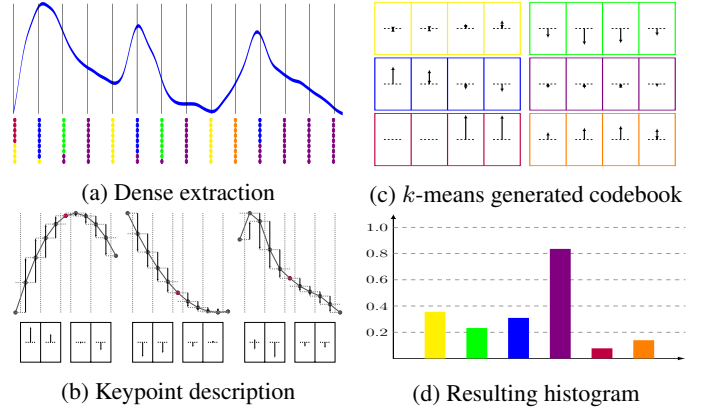 (a) Dense extraction
(b) Keypoint description
(c) k-means generated codebook
1.0
0.8
0.6
0.4
0.2
(d) Resulting histogram